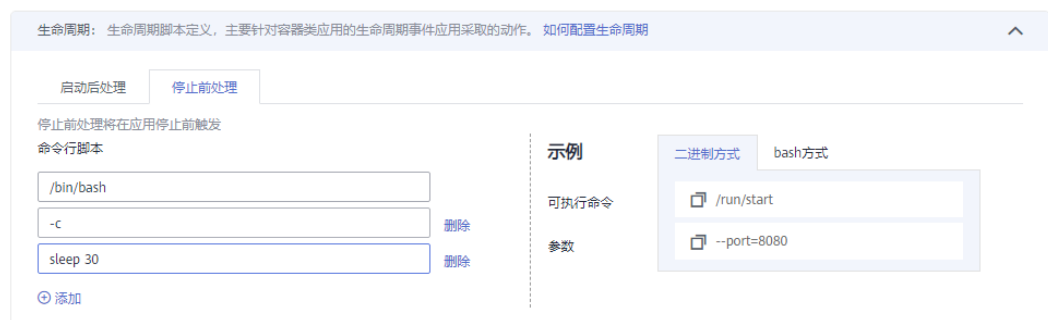 生命周期： 生命周期脚本定义，主要针对容器类应用的生命周期事件应用采取的动作。 如何配置生命周期
启动后处理 停止前处理
停止前处理将在应用停止前触发
命令行脚本
/bin/bash
-c 删除
sleep 30 删除
添加
示例 二进制方式 bash方式
可执行命令 /run/start
参数 --port=8080